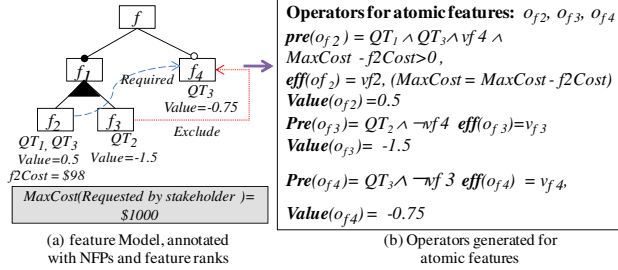 f
f1
Required
f4
QT3
Value=-0.75
f2
f3
QT1, QT3
Value=0.5
f2Cost = $98
QT2
Value=-1.5
Exclude
MaxCost(Requested by stakeholder )=
$1000
(a) feature Model, annotated
with NFPs and feature ranks
Operators for atomic features: of2, of3, of4
pre(of2) = QT1 ∧ QT3 ∧ vf 4 ∧
MaxCost - f2Cost>0 ,
eff(of2) = vf2, (MaxCost = MaxCost - f2Cost)
Value(of2) =0.5
Pre(of3)= QT2 ∧ ¬vf4 eff(of3)=vf3
Value(of3)= -1.5
Pre(of4)= QT3 ∧ ¬vf 3 eff(of4) = vf4,
Value(of4) = -0.75
(b) Operators generated for
atomic features